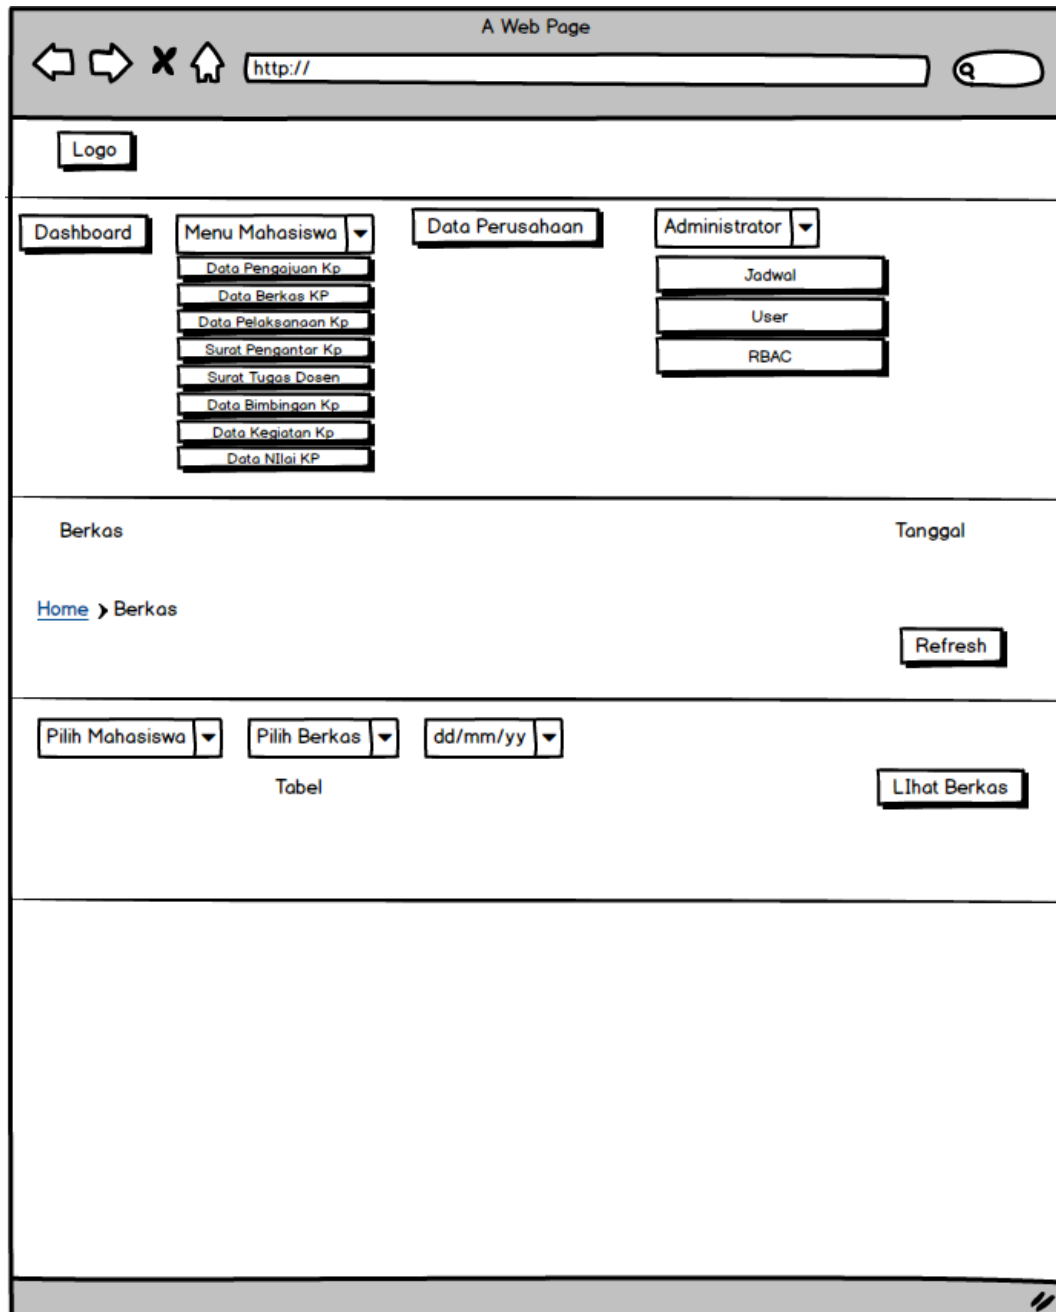 A Web Page
http://
Logo
Dashboard
Menu Mahasiswa
Data Perusahaan
Administrator
Data Pengajuan Kp
Data Berkas KP
Data Pelaksanaan Kp
Surat Pengantar Kp
Surat Tugas Dosen
Data Bimbingan Kp
Data Kegiatan Kp
Data NIlai KP
Jadwal
User
RBAC
Berkas
Tanggal
Home > Berkas
Refresh
Pilih Mahasiswa
Pilih Berkas
dd/mm/yy
Tabel
LIhat Berkas